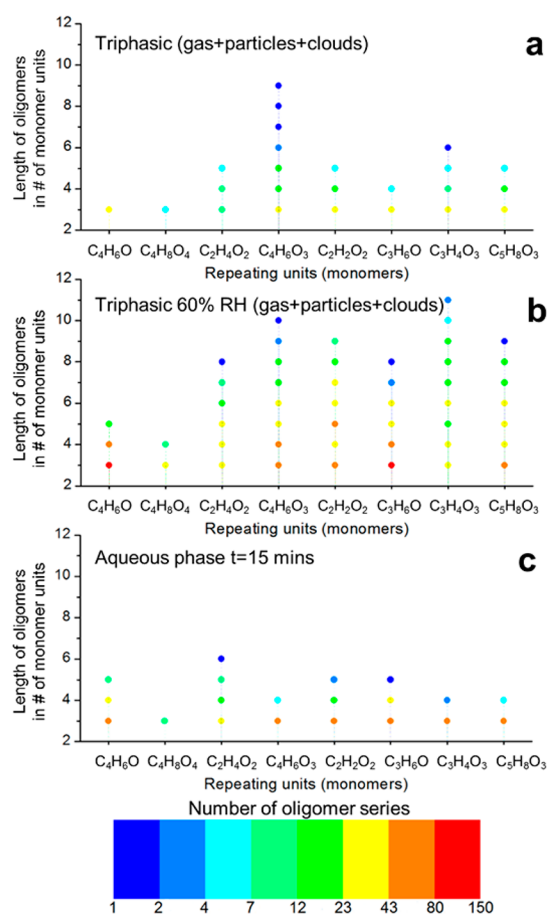 12
Triphasic (gas+particles+clouds)
a
10
8
6
4
2
Length of oligomers
in # of monomer units
C₄H₆O C₄H₈O₄ C₂H₄O₂ C₄H₆O₃ C₂H₂O₂ C₃H₆O C₃H₄O₃ C₅H₈O₃
Repeating units (monomers)
12
Triphasic 60% RH (gas+particles+clouds)
b
10
8
6
4
2
Length of oligomers
in # of monomer units
C₄H₆O C₄H₈O₄ C₂H₄O₂ C₄H₆O₃ C₂H₂O₂ C₃H₆O C₃H₄O₃ C₅H₈O₃
Repeating units (monomers)
12
Aqueous phase t=15 mins
c
10
8
6
4
2
Length of oligomers
in # of monomer units
C₄H₆O C₄H₈O₄ C₂H₄O₂ C₄H₆O₃ C₂H₂O₂ C₃H₆O C₃H₄O₃ C₅H₈O₃
Repeating units (monomers)
Number of oligomer series
1 2 4 7 12 23 43 80 150